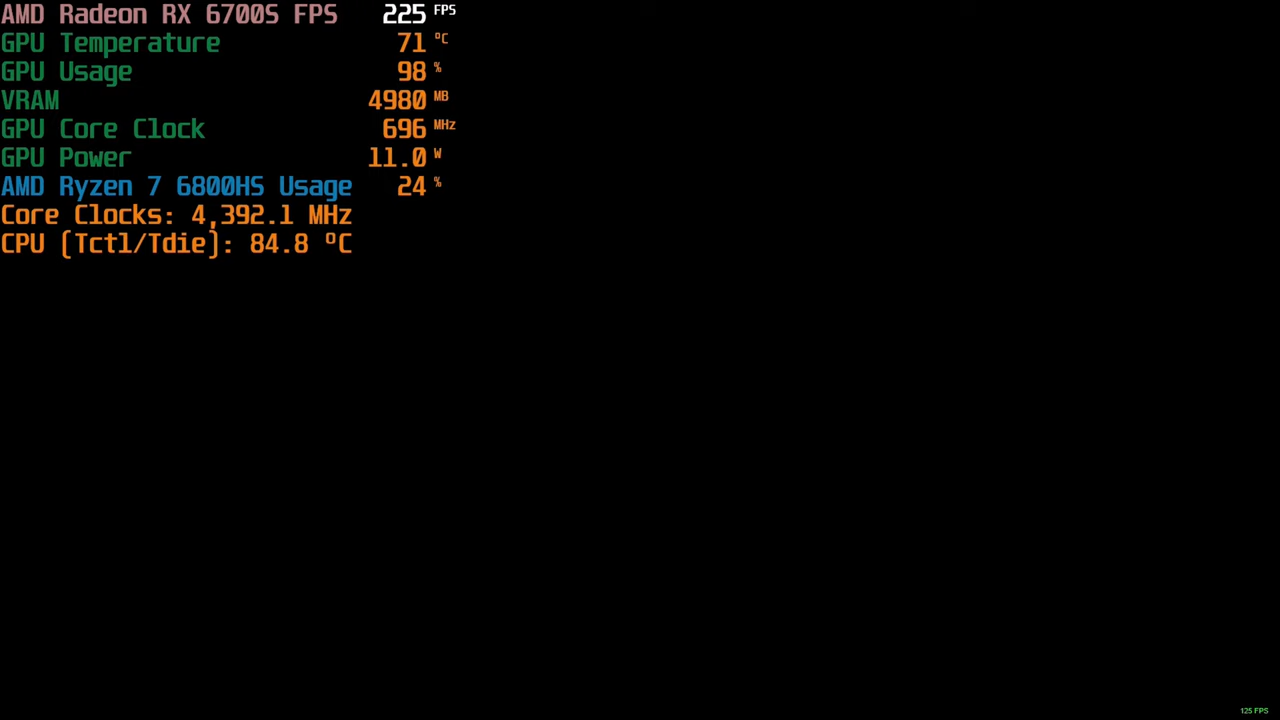 AMD Radeon RX 6700S FPS 225 FPS
GPU Temperature 71 °C
GPU Usage 98 %
VRAM 4980 MB
GPU Core Clock 696 MHz
GPU Power 11.0 W
AMD Ryzen 7 6800HS Usage 24 %
Core Clocks: 4,392.1 MHz
CPU (Tctl/Tdie): 84.8 ºC
125 FPS